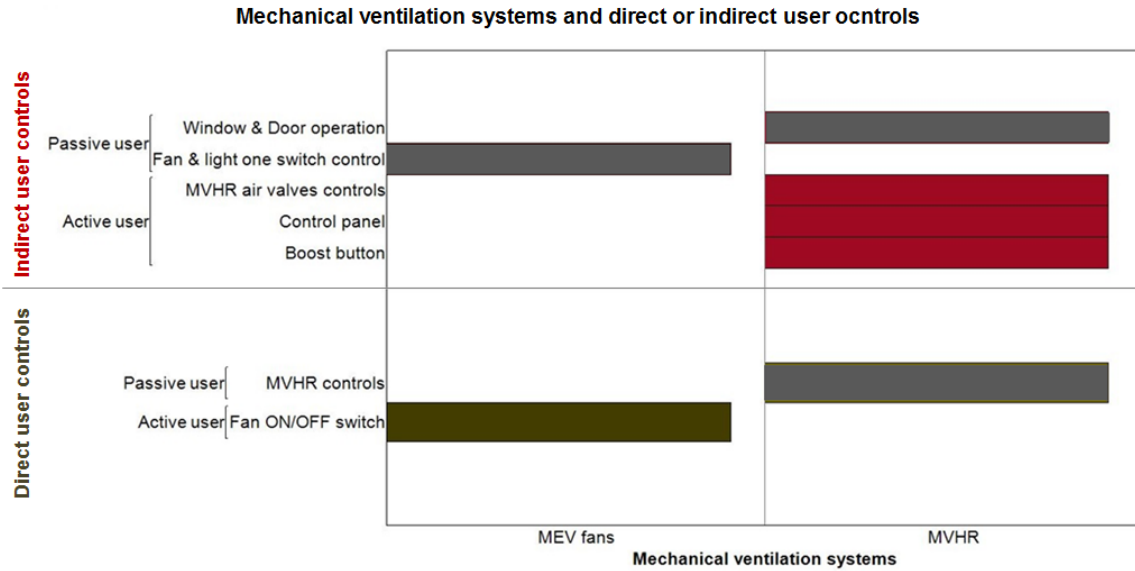 Mechanical ventilation systems and direct or indirect user ocntrols
Indirect user controls
Passive user
Window & Door operation
Fan & light one switch control
Active user
MVHR air valves controls
Control panel
Boost button
Direct user controls
Passive user
MVHR controls
Active user
Fan ON/OFF switch
MEV fans
MVHR
Mechanical ventilation systems